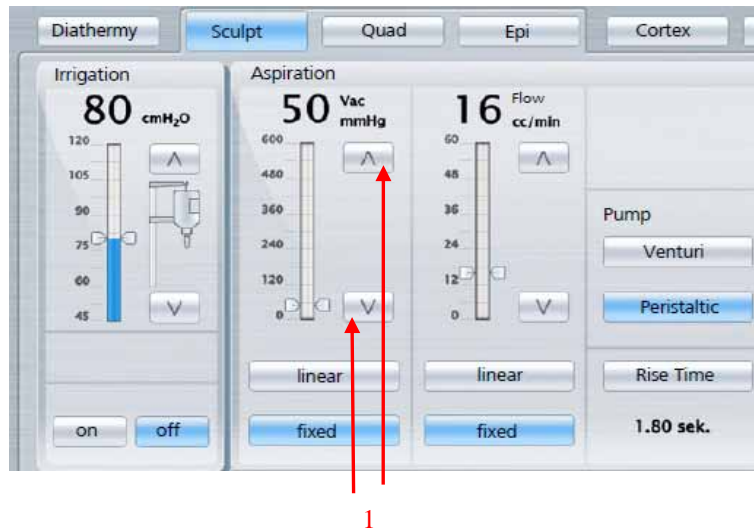 Diathermy Sculpt Quad Epi Cortex
Irrigation
80 cmH₂O
120
105
90
75
60
45
on off
Aspiration
50 Vac mmHg
600
480
360
240
120
0
linear
fixed
16 Flow cc/min
60
48
36
24
12
0
linear
fixed
Pump
Venturi
Peristaltic
Rise Time
1.80 sek.
1